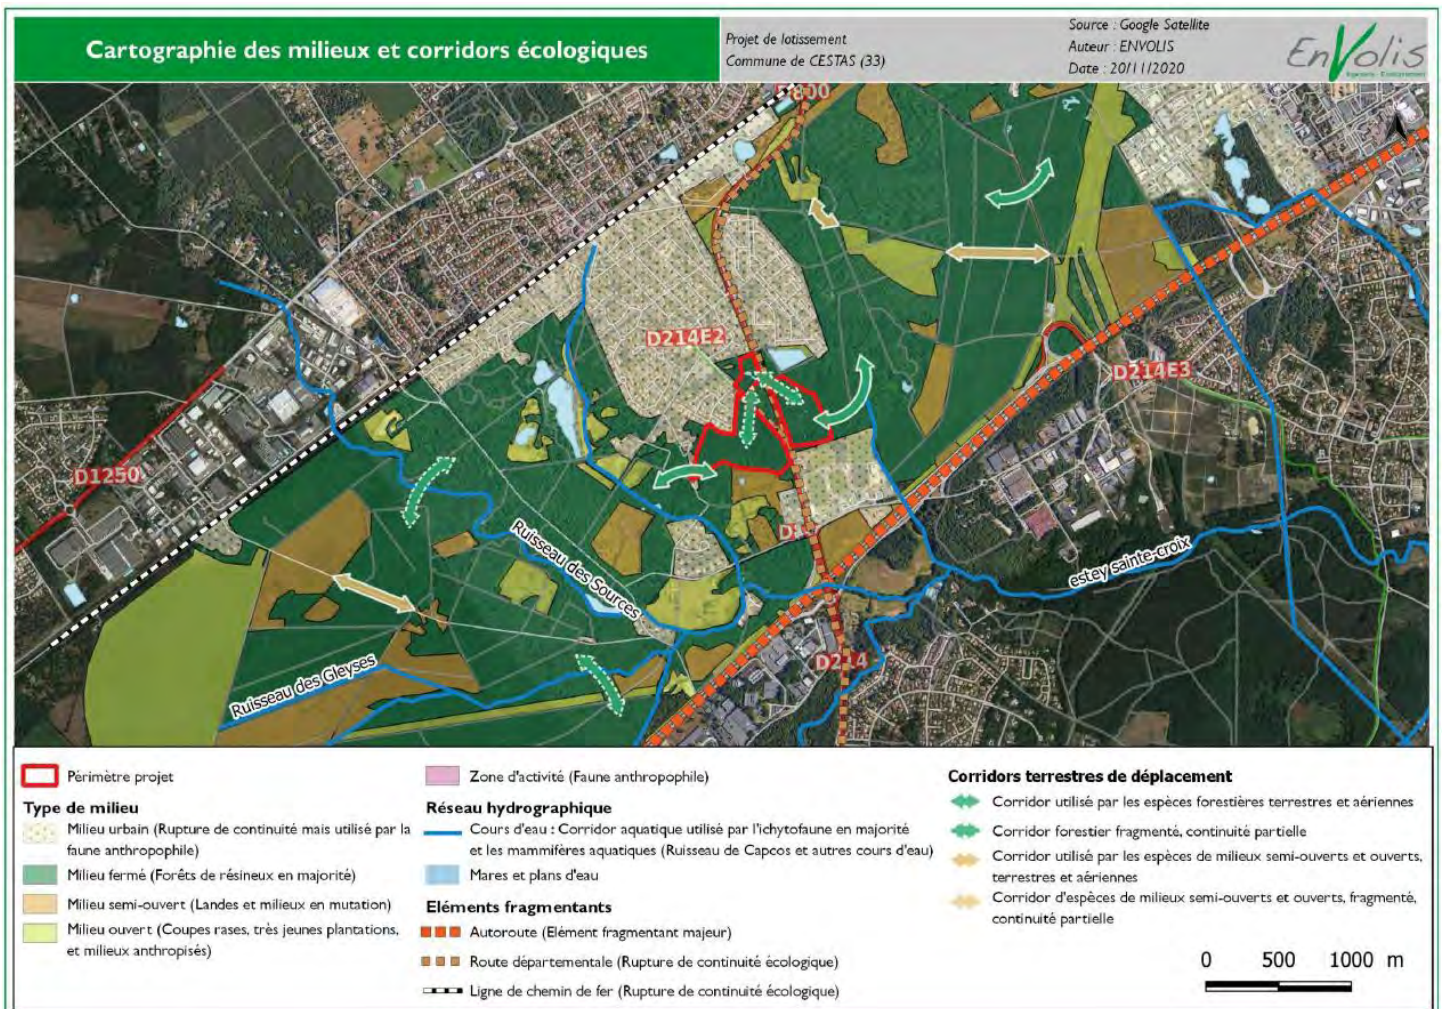 Cartographie des milieux et corridors écologiques
Projet de lotissement
Commune de CESTAS (33)
Source : Google Satellite
Auteur : ENVOLIS
Date : 20/11/2020
EnVolis
D214E2
D214E3
D1250
Ruisseau des Sources
estey sainte-croix
D214
Ruisseau des Gleyses
Périmètre projet
Type de milieu
Milieu urbain (Rupture de continuité mais utilisé par la
faune anthropophile)
Milieu fermé (Forêts de résineux en majorité)
Milieu semi-ouvert (Landes et milieux en mutation)
Milieu ouvert (Coupes rases, très jeunes plantations,
et milieux anthropisés)
Zone d'activité (Faune anthropophile)
Réseau hydrographique
Cours d'eau : Corridor aquatique utilisé par l'ichytofaune en majorité
et les mammifères aquatiques (Ruisseau de Capcos et autres cours d'eau)
Mares et plans d'eau
Eléments fragmentants
Autoroute (Elément fragmentant majeur)
Route départementale (Rupture de continuité écologique)
Ligne de chemin de fer (Rupture de continuité écologique)
Corridors terrestres de déplacement
Corridor utilisé par les espèces forestières terrestres et aériennes
Corridor forestier fragmenté, continuité partielle
Corridor utilisé par les espèces de milieux semi-ouverts et ouverts,
terrestres et aériennes
Corridor d'espèces de milieux semi-ouverts et ouverts, fragmenté,
continuité partielle
0 500 1000 m